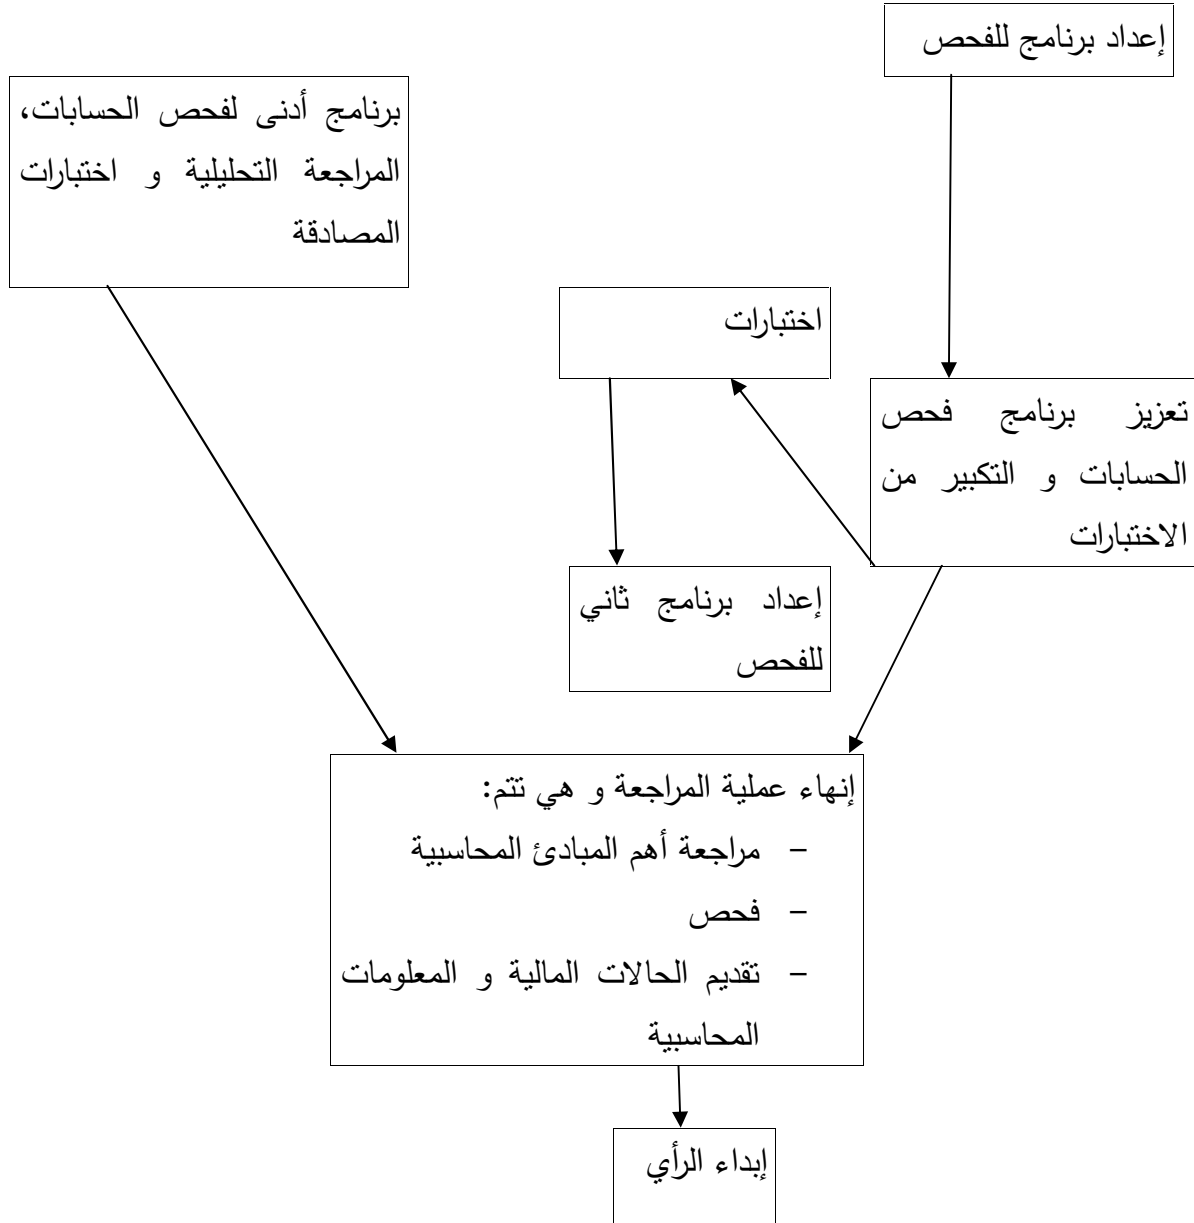 إعداد برنامج للفحص
برنامج أدنى لفحص الحسابات،
المراجعة التحليلية و اختبارات
المصادقة
اختبارات
تعزيز برنامج فحص
الحسابات و التكبير من
الاختبارات
إعداد برنامج ثاني
للفحص
إنهاء عملية المراجعة و هي تتم:
– مراجعة أهم المبادئ المحاسبية
– فحص
– تقديم الحالات المالية و المعلومات
المحاسبية
إبداء الرأي